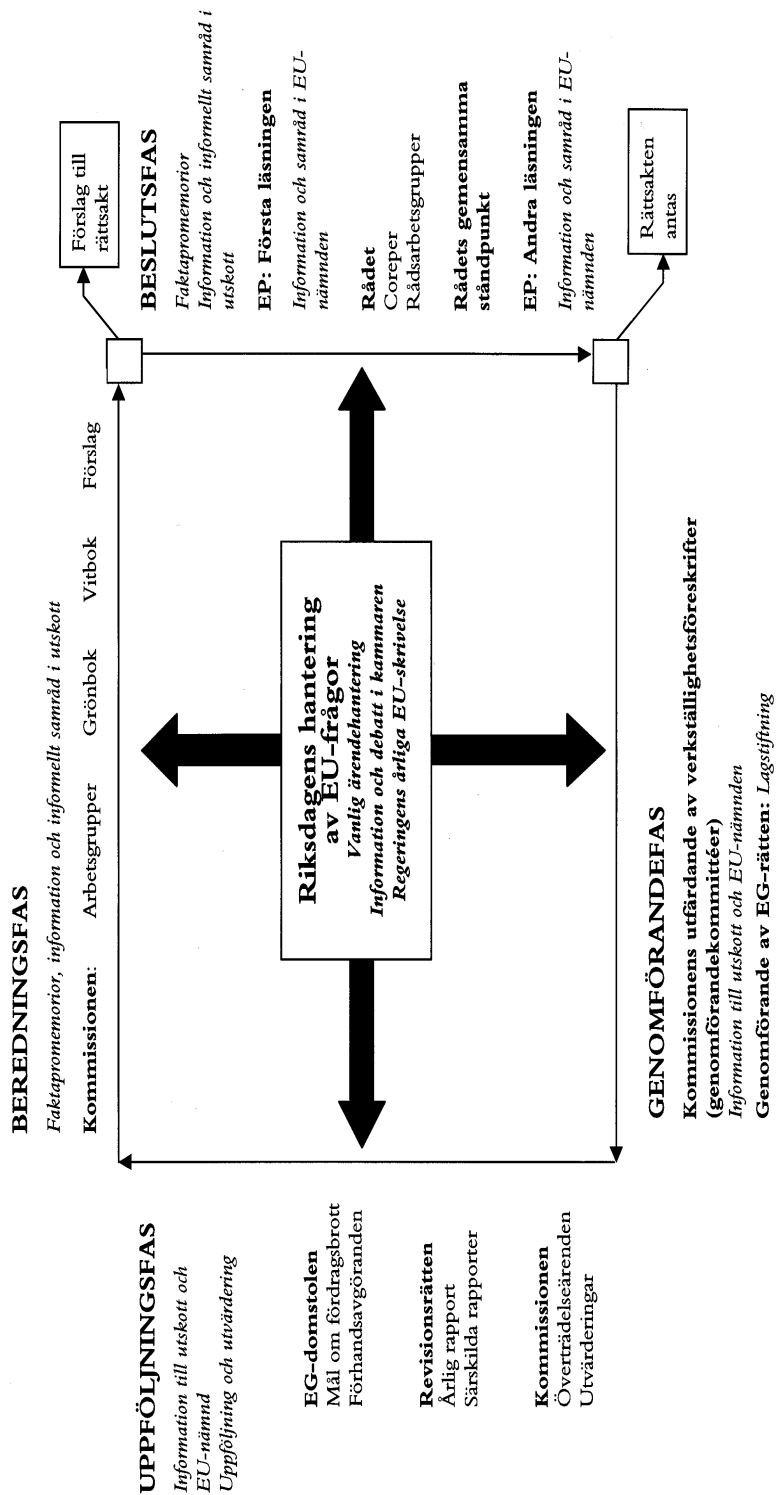 BEREDNINGSFAS
Faktapromemorior, information och informellt samråd i utskott
Kommissionen: Arbetsgrupper Grönbok Vitbok Förslag
Förslag till
rättsakt
BESLUTSFAS
Faktapromemorior
Information och informellt samråd i
utskott
EP: Första läsningen
Information och samråd i EU-
nämnden
Rådet
Coreper
Rådsarbetsgrupper
Rådets gemensamma
ståndpunkt
EP: Andra läsningen
Information och samråd i EU-
nämnden
Rättsakten
antas
Riksdagens hantering
av EU-frågor
Vanlig ärendehantering
Information och debatt i kammaren
Regeringens årliga EU-skrivelse
UPPFÖLJNINGSFAS
Information till utskott och
EU-nämnd
Uppföljning och utvärdering
EG-domstolen
Mål om fördragsbrott
Förhandsavgöranden
Revisionsrätten
Årlig rapport
Särskilda rapporter
Kommissionen
Överträdelseärenden
Utvärderingar
GENOMFÖRANDEFAS
Kommissionens utfärdande av verkställighetsföreskrifter
(genomförandekommittéer)
Information till utskott och EU-nämnden
Genomförande av EG-rätten: Lagstiftning